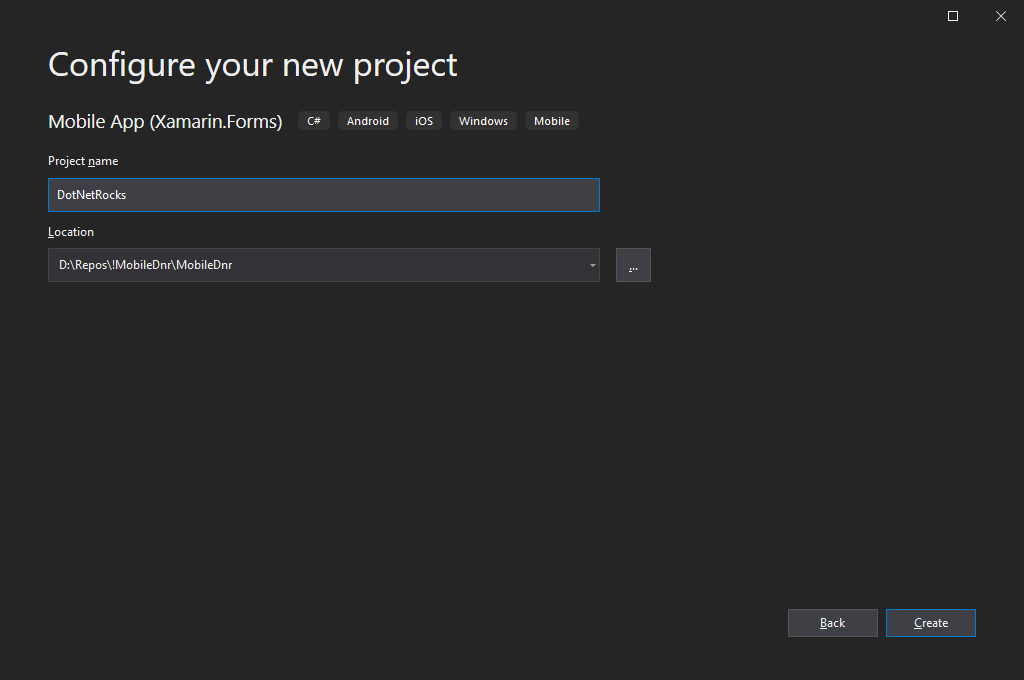 Configure your new project
Mobile App (Xamarin.Forms) C# Android iOS Windows Mobile
Project name
DotNetRocks
Location
D:\Repos\!MobileDnr\MobileDnr
...
Back Create